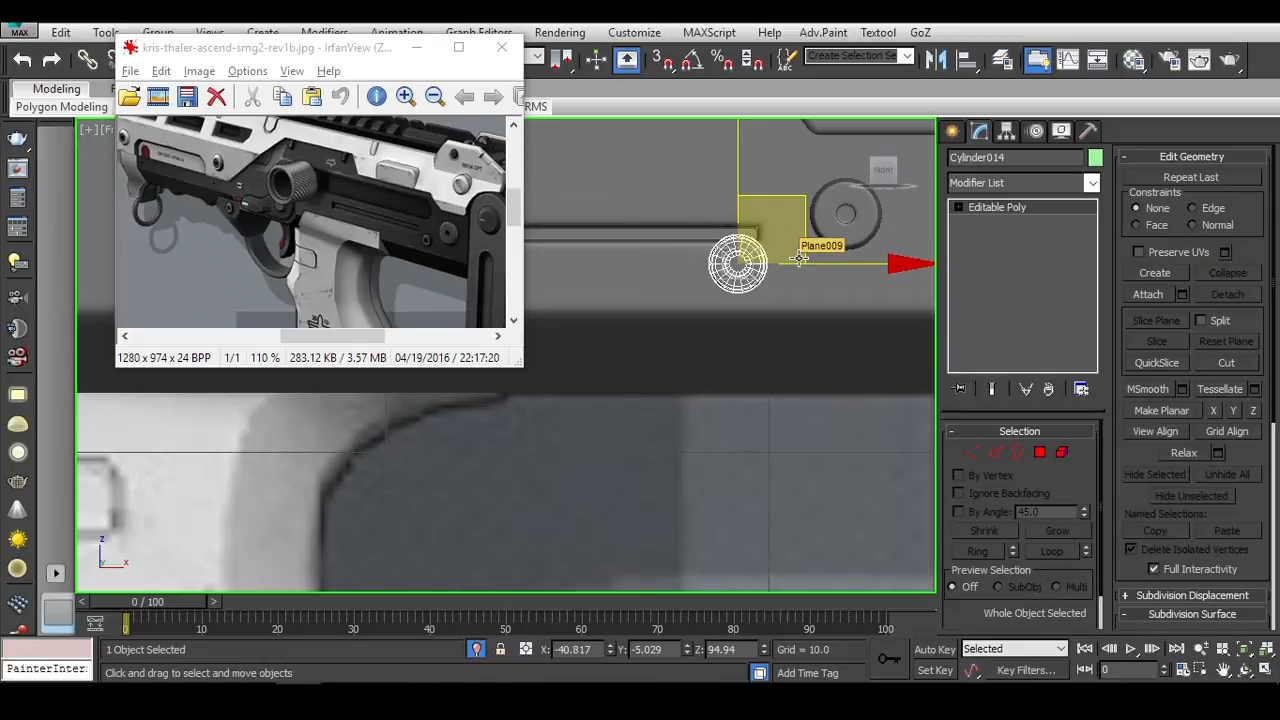 MAX
Edit
Tools
Group
Views
Create
Modifiers
Animation
Graph Editors
Rendering
Customize
MAXScript
Help
Adv.Paint
Textool
GoZ
kris-thaler-ascend-smg2-rev1b.jpg - IrfanView (Z...
File Edit Image Options View Help
Create Selection Se
Modeling
Polygon Modeling
RMS
FRONT
Plane009
1280 x 974 x 24 BPP
1/1
110 %
283.12 KB / 3.57 MB
04/19/2016 / 22:17:20
z
x
Cylinder014
Modifier List
Editable Poly
- Selection
By Vertex
Ignore Backfacing
By Angle: 45.0
Shrink Grow
Ring Loop
Preview Selection
Off SubObj Multi
Whole Object Selected
- Edit Geometry
Repeat Last
Constraints
None Edge
Face Normal
Preserve UVs
Create Collapse
Attach Detach
Slice Plane Split
Slice Reset Plane
QuickSlice Cut
MSmooth Tessellate
Make Planar X Y Z
View Align Grid Align
Relax
Hide Selected Unhide All
Hide Unselected
Named Selections:
Copy Paste
Delete Isolated Vertices
Full Interactivity
+ Subdivision Displacement
- Subdivision Surface
< 0 / 100 >
0 10 20 30 40 50 60 70 80 90 100
1 Object Selected
X: -40.817 Y: -5.029 Z: 94.94
Grid = 10.0
Auto Key Selected
PainterInter
Click and drag to select and move objects
Add Time Tag
Set Key Key Filters...
0